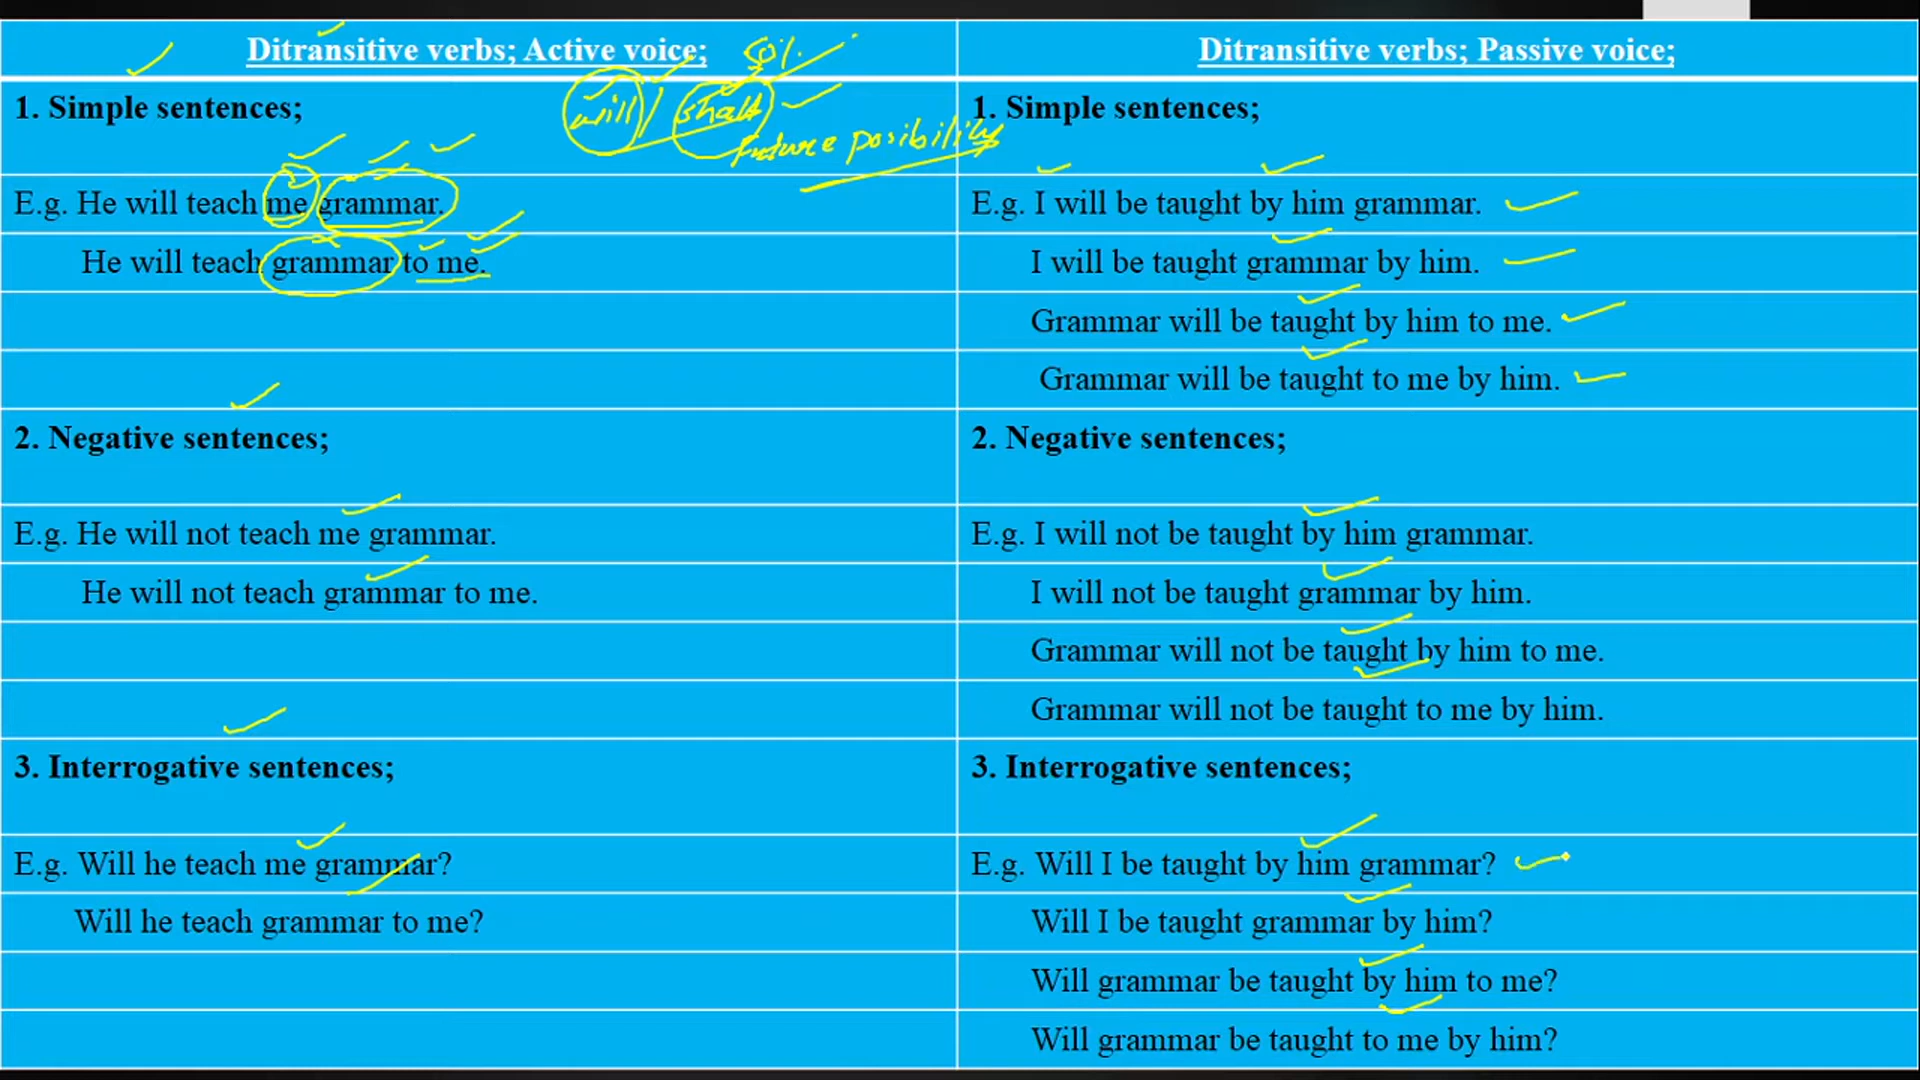 Ditransitive verbs; Active voice;
1. Simple sentences;
will / shall
future posibility
E.g. He will teach me grammar.
He will teach grammar to me.
2. Negative sentences;
E.g. He will not teach me grammar.
He will not teach grammar to me.
3. Interrogative sentences;
E.g. Will he teach me grammar?
Will he teach grammar to me?
Ditransitive verbs; Passive voice;
1. Simple sentences;
E.g. I will be taught by him grammar.
I will be taught grammar by him.
Grammar will be taught by him to me.
Grammar will be taught to me by him.
2. Negative sentences;
E.g. I will not be taught by him grammar.
I will not be taught grammar by him.
Grammar will not be taught by him to me.
Grammar will not be taught to me by him.
3. Interrogative sentences;
E.g. Will I be taught by him grammar?
Will I be taught grammar by him?
Will grammar be taught by him to me?
Will grammar be taught to me by him?